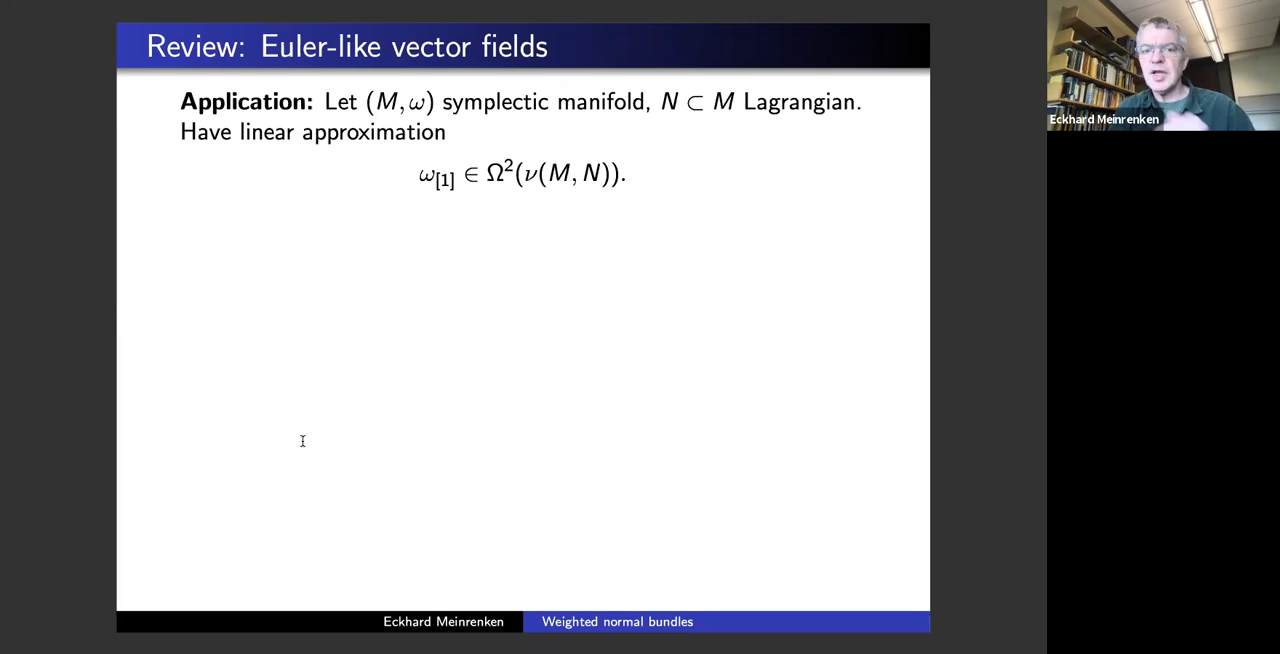 Review: Euler-like vector fields
Application: Let (M, ω) symplectic manifold, N ⊂ M Lagrangian.
Have linear approximation
ω[1] ∈ Ω²(ν(M, N)).
Eckhard Meinrenken
Eckhard Meinrenken Weighted normal bundles